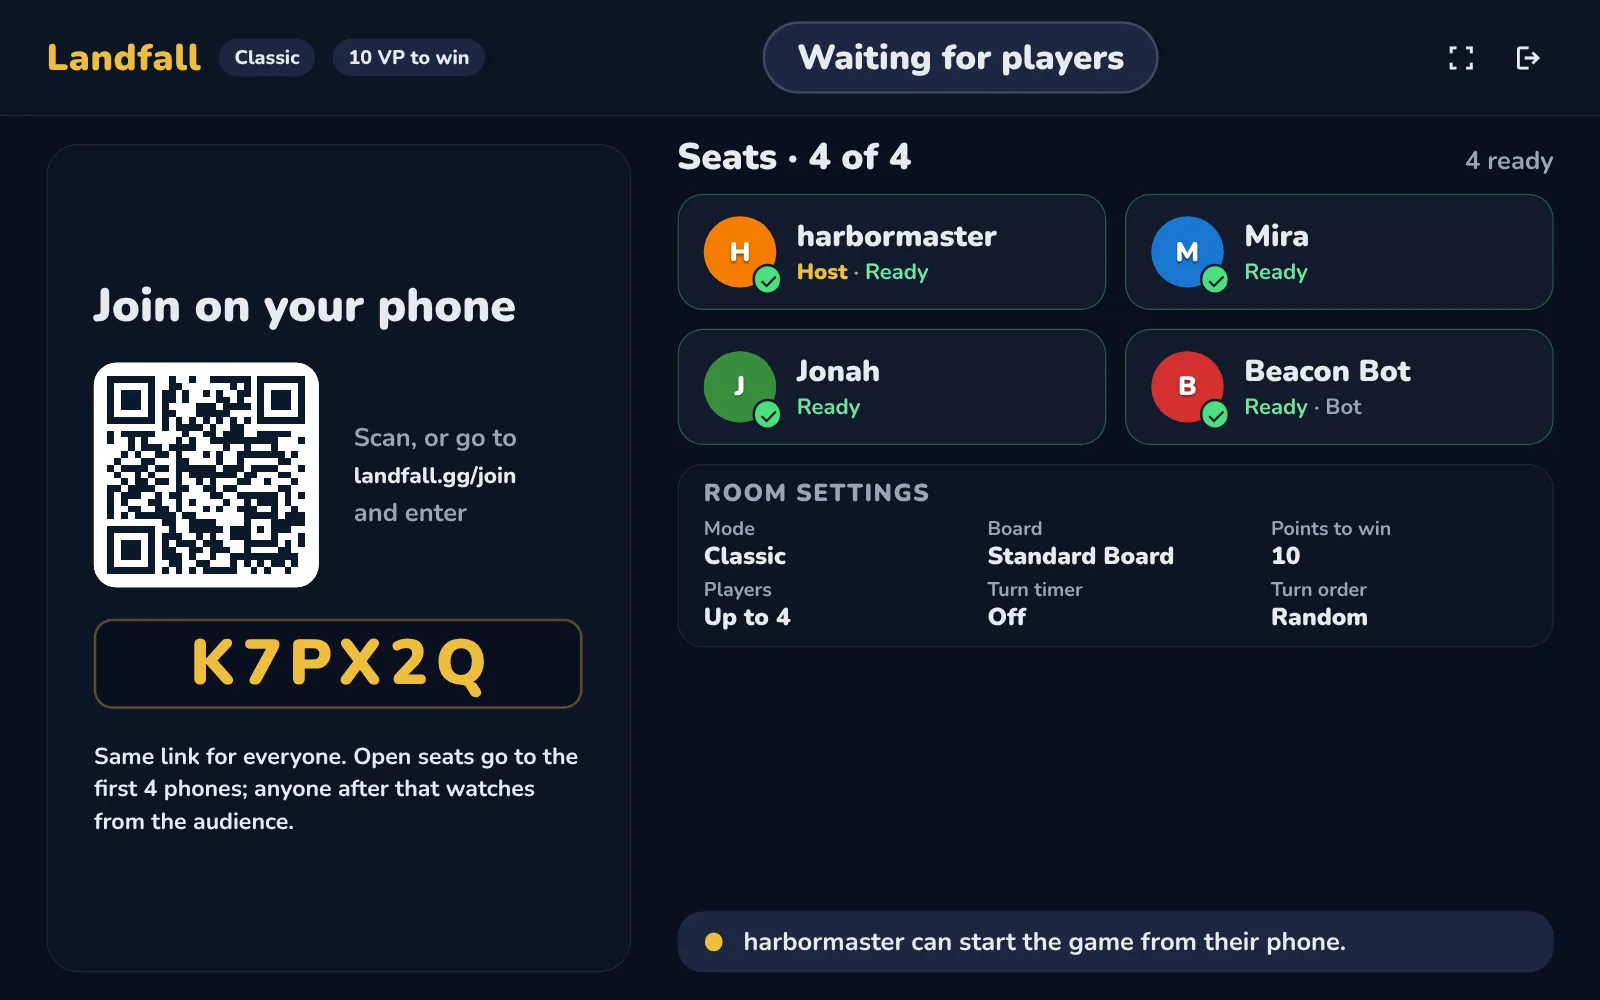 Landfall
Classic
10 VP to win
Waiting for players
Join on your phone
Scan, or go to
landfall.gg/join
and enter
K7PX2Q
Same link for everyone. Open seats go to the
first 4 phones; anyone after that watches
from the audience.
Seats · 4 of 4
4 ready
H
harbormaster
Host · Ready
M
Mira
Ready
J
Jonah
Ready
B
Beacon Bot
Ready · Bot
ROOM SETTINGS
Mode
Classic
Board
Standard Board
Points to win
10
Players
Up to 4
Turn timer
Off
Turn order
Random
harbormaster can start the game from their phone.